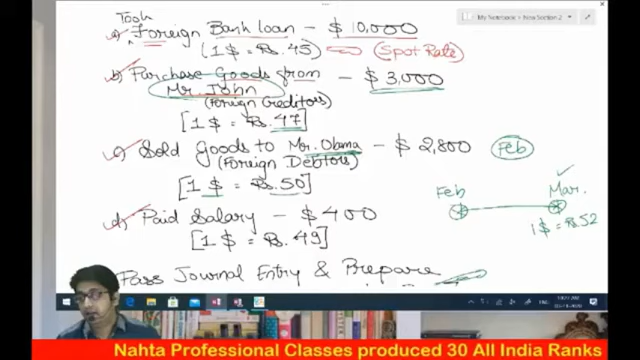 Took
a) Foreign Bank loan - $ 10,000
(1 $ = Rs. 45) Spot Rate
b) Purchase Goods from - $ 3,000
Mr. John
(Foreign Creditors)
[1 $ = Rs. 47]
c) Sold Goods to Mr. Obama - $ 2,800 Feb
(Foreign Debtors)
[1 $ = Rs. 50]
Feb Mar.
1 $ = Rs 52
d) Paid Salary - $ 400
[1 $ = Rs. 49]
Pass Journal Entry & Prepare
My Notebook > New Section 2
ENG
Nahta Professional Classes produced 30 All India Ranks